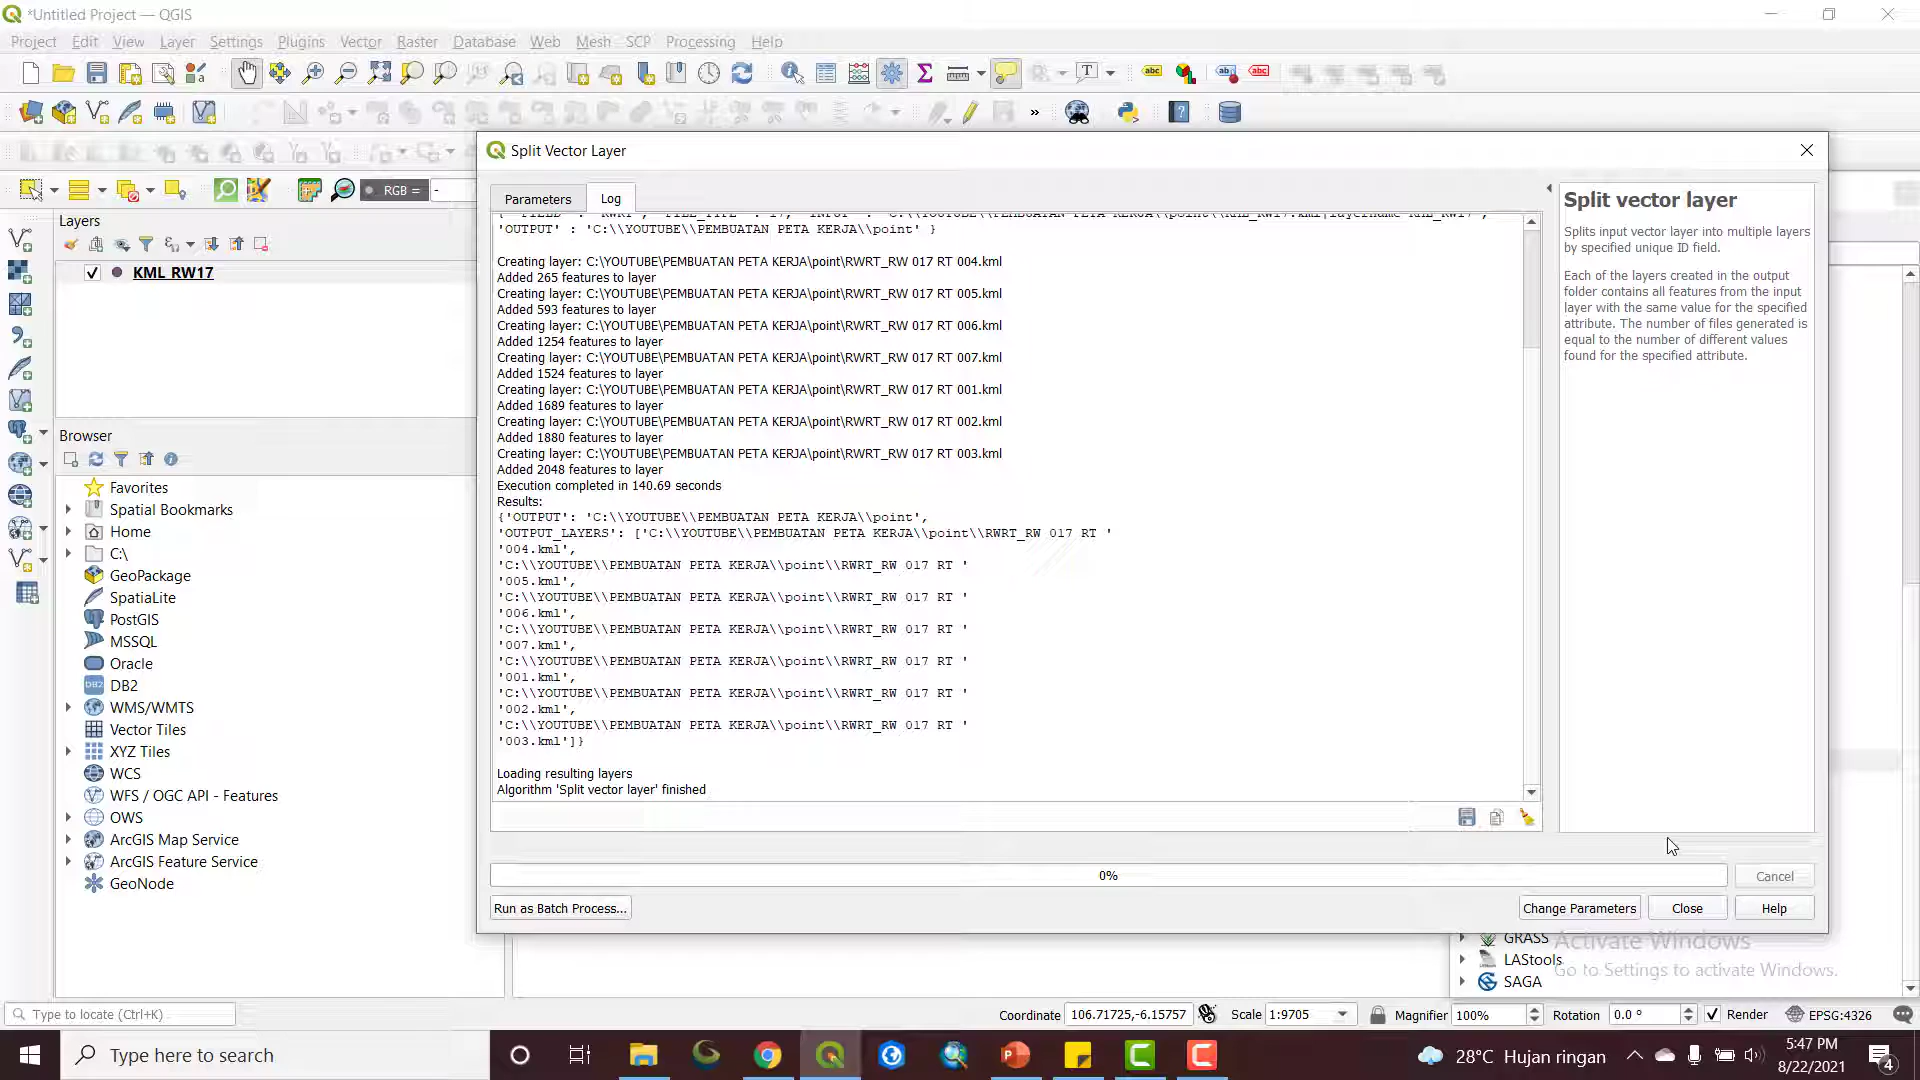 *Untitled Project — QGIS
Project Edit View Layer Settings Plugins Vector Raster Database Web Mesh SCP Processing Help
RGB = -
Layers
KML RW17
Browser
Favorites
Spatial Bookmarks
Home
C:\
GeoPackage
SpatiaLite
PostGIS
MSSQL
Oracle
DB2
WMS/WMTS
Vector Tiles
XYZ Tiles
WCS
WFS / OGC API - Features
OWS
ArcGIS Map Service
ArcGIS Feature Service
GeoNode
Split Vector Layer
Parameters Log
'OUTPUT' : 'C:\\YOUTUBE\\PEMBUATAN PETA KERJA\\point' }
Creating layer: C:\YOUTUBE\PEMBUATAN PETA KERJA\point\RWRT_RW 017 RT 004.kml
Added 265 features to layer
Creating layer: C:\YOUTUBE\PEMBUATAN PETA KERJA\point\RWRT_RW 017 RT 005.kml
Added 593 features to layer
Creating layer: C:\YOUTUBE\PEMBUATAN PETA KERJA\point\RWRT_RW 017 RT 006.kml
Added 1254 features to layer
Creating layer: C:\YOUTUBE\PEMBUATAN PETA KERJA\point\RWRT_RW 017 RT 007.kml
Added 1524 features to layer
Creating layer: C:\YOUTUBE\PEMBUATAN PETA KERJA\point\RWRT_RW 017 RT 001.kml
Added 1689 features to layer
Creating layer: C:\YOUTUBE\PEMBUATAN PETA KERJA\point\RWRT_RW 017 RT 002.kml
Added 1880 features to layer
Creating layer: C:\YOUTUBE\PEMBUATAN PETA KERJA\point\RWRT_RW 017 RT 003.kml
Added 2048 features to layer
Execution completed in 140.69 seconds
Results:
{'OUTPUT': 'C:\\YOUTUBE\\PEMBUATAN PETA KERJA\\point',
'OUTPUT_LAYERS': ['C:\\YOUTUBE\\PEMBUATAN PETA KERJA\\point\\RWRT_RW 017 RT '
'004.kml',
'C:\\YOUTUBE\\PEMBUATAN PETA KERJA\\point\\RWRT_RW 017 RT '
'005.kml',
'C:\\YOUTUBE\\PEMBUATAN PETA KERJA\\point\\RWRT_RW 017 RT '
'006.kml',
'C:\\YOUTUBE\\PEMBUATAN PETA KERJA\\point\\RWRT_RW 017 RT '
'007.kml',
'C:\\YOUTUBE\\PEMBUATAN PETA KERJA\\point\\RWRT_RW 017 RT '
'001.kml',
'C:\\YOUTUBE\\PEMBUATAN PETA KERJA\\point\\RWRT_RW 017 RT '
'002.kml',
'C:\\YOUTUBE\\PEMBUATAN PETA KERJA\\point\\RWRT_RW 017 RT '
'003.kml']}
Loading resulting layers
Algorithm 'Split vector layer' finished
Split vector layer
Splits input vector layer into multiple layers
by specified unique ID field.
Each of the layers created in the output
folder contains all features from the input
layer with the same value for the specified
attribute. The number of files generated is
equal to the number of different values
found for the specified attribute.
0%
Cancel
Run as Batch Process...
Change Parameters Close Help
GRASS
LAStools
SAGA
Activate Windows
Go to Settings to activate Windows.
Type to locate (Ctrl+K)
Coordinate 106.71725,-6.15757 Scale 1:9705 Magnifier 100% Rotation 0.0 ° Render EPSG:4326
Type here to search
28°C Hujan ringan
5:47 PM
8/22/2021
4